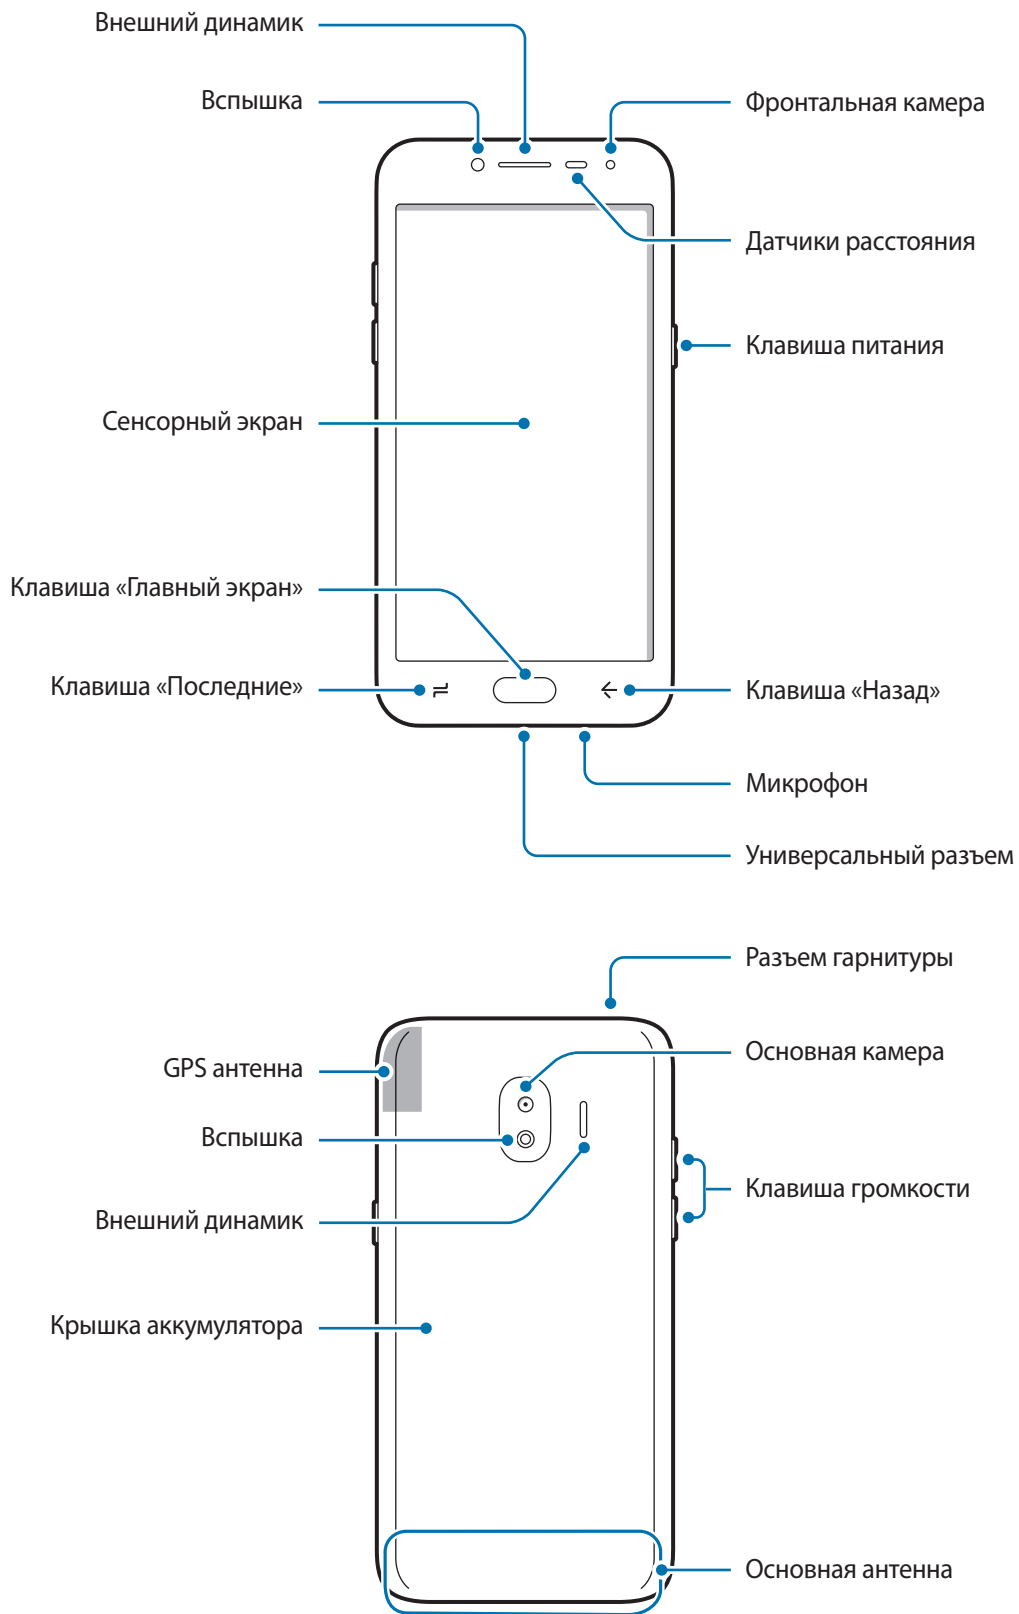 Внешний динамик
Вспышка
Фронтальная камера
Датчики расстояния
Клавиша питания
Сенсорный экран
Клавиша «Главный экран»
Клавиша «Последние»
Клавиша «Назад»
Микрофон
Универсальный разъем
Разъем гарнитуры
Основная камера
GPS антенна
Вспышка
Клавиша громкости
Внешний динамик
Крышка аккумулятора
Основная антенна